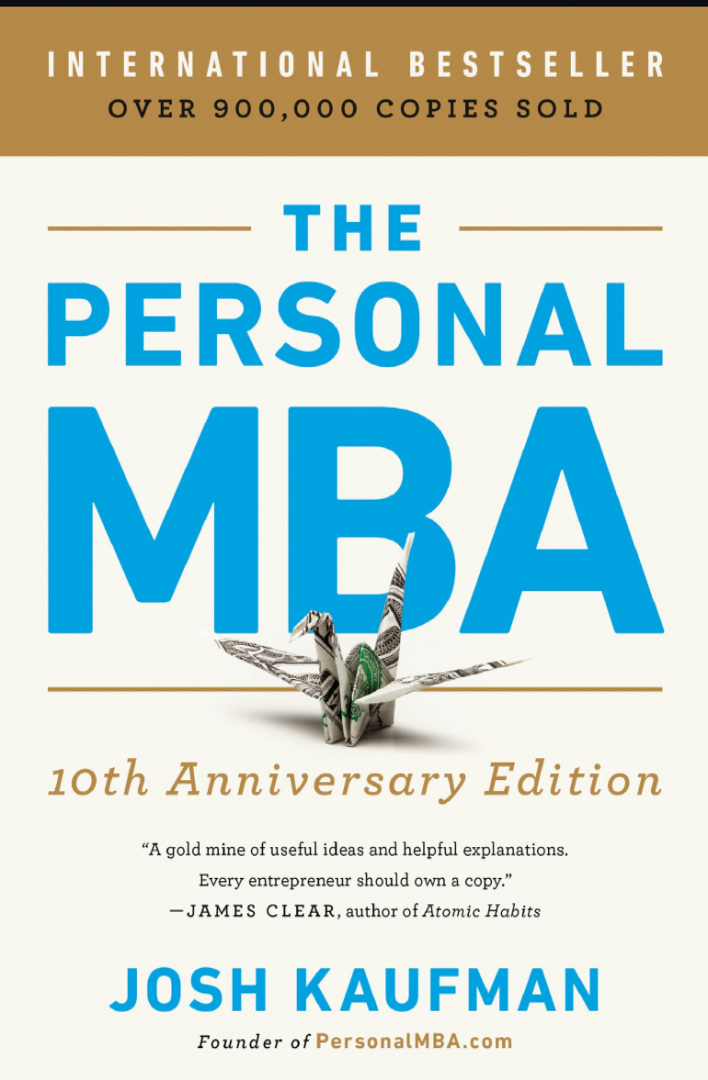 INTERNATIONAL BESTSELLER
OVER 900,000 COPIES SOLD
THE
PERSONAL
MBA
10th Anniversary Edition
“A gold mine of useful ideas and helpful explanations.
Every entrepreneur should own a copy.”
—JAMES CLEAR, author of Atomic Habits
JOSH KAUFMAN
Founder of PersonalMBA.com